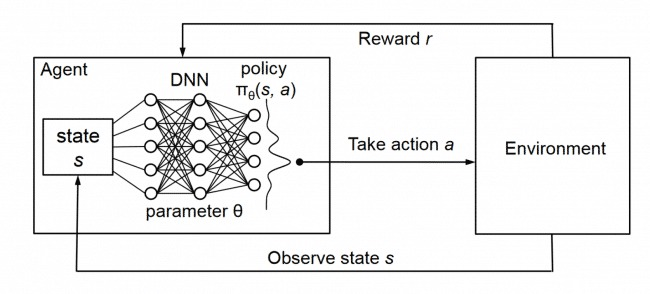 Reward r
Agent
DNN
policy
πθ(s, a)
state
s
Take action a
Environment
parameter θ
Observe state s